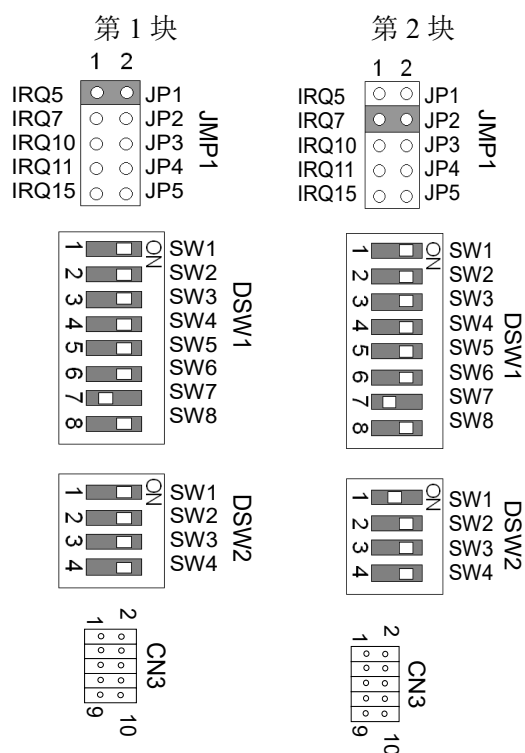 第 1 块
1 2
IRQ5 JP1
IRQ7 JP2
IRQ10 JP3
IRQ11 JP4
IRQ15 JP5
JMP1
1 ON SW1
2 SW2
3 SW3
4 SW4
5 SW5
6 SW6
7 SW7
8 SW8
DSW1
1 ON SW1
2 SW2
3 SW3
4 SW4
DSW2
1 2
CN3
9 10
第 2 块
1 2
IRQ5 JP1
IRQ7 JP2
IRQ10 JP3
IRQ11 JP4
IRQ15 JP5
JMP1
1 ON SW1
2 SW2
3 SW3
4 SW4
5 SW5
6 SW6
7 SW7
8 SW8
DSW1
1 ON SW1
2 SW2
3 SW3
4 SW4
DSW2
1 2
CN3
9 10